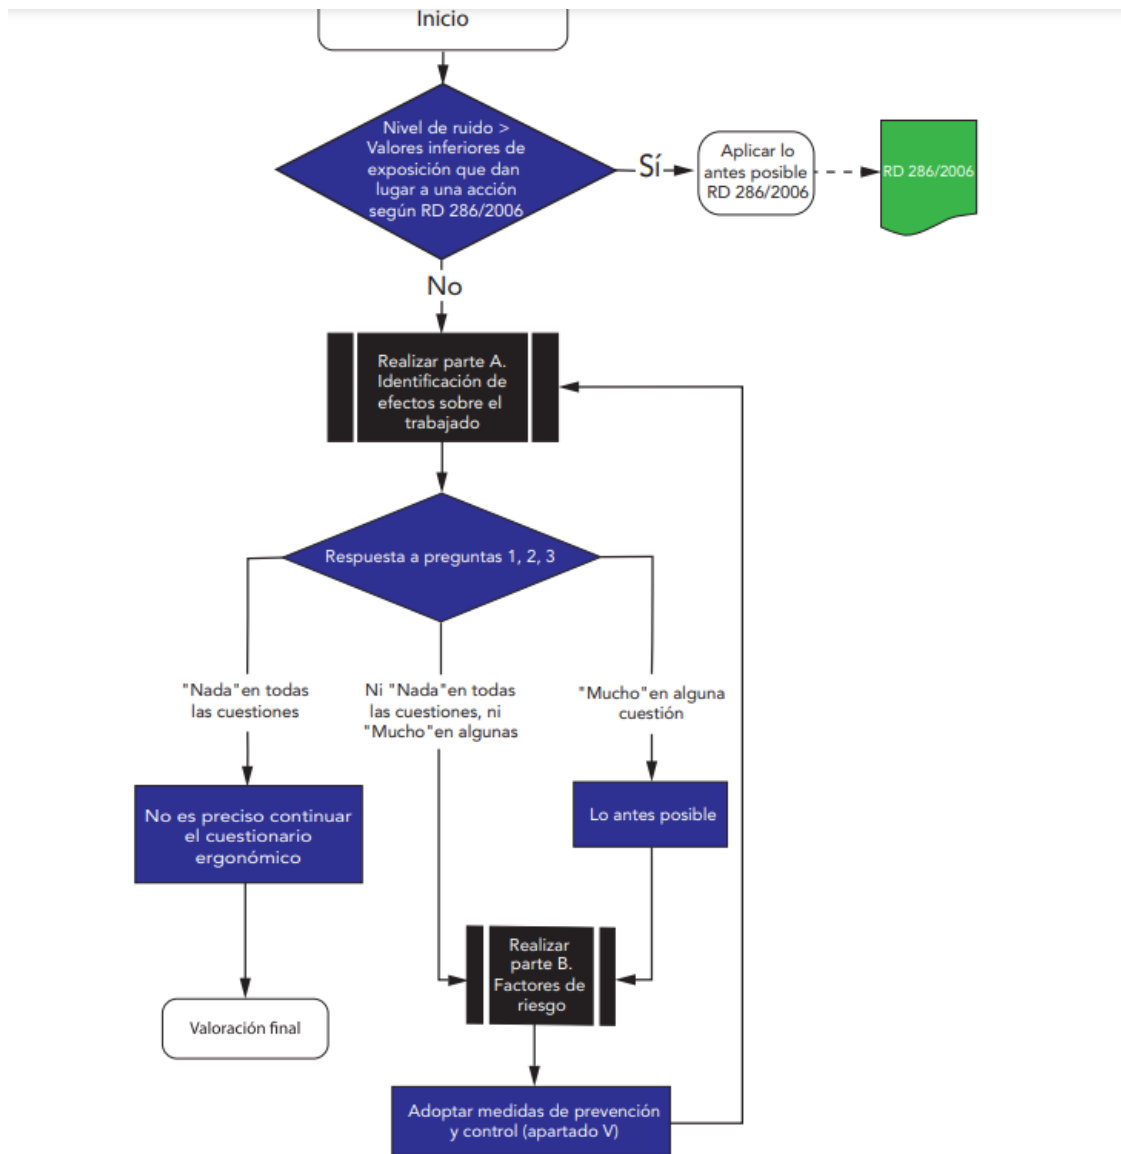 Inicio
Nivel de ruido >
Valores inferiores de
exposición que dan
lugar a una acción
según RD 286/2006
Sí
Aplicar lo
antes posible
RD 286/2006
RD 286/2006
No
Realizar parte A.
Identificación de
efectos sobre el
trabajado
Respuesta a preguntas 1, 2, 3
"Nada"en todas
las cuestiones
Ni "Nada"en todas
las cuestiones, ni
"Mucho"en algunas
"Mucho"en alguna
cuestión
No es preciso continuar
el cuestionario
ergonómico
Lo antes posible
Realizar
parte B.
Factores de
riesgo
Valoración final
Adoptar medidas de prevención
y control (apartado V)